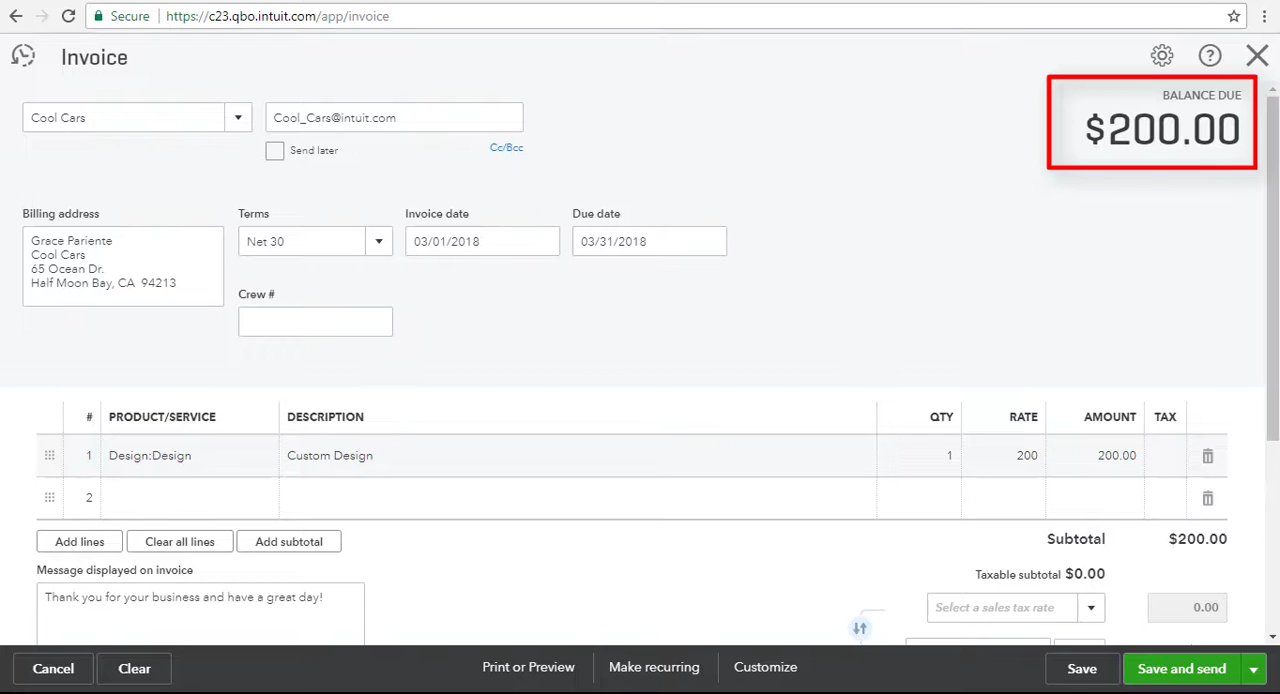 Secure https://c23.qbo.intuit.com/app/invoice
Invoice
BALANCE DUE
$200.00
Cool Cars
Cool_Cars@intuit.com
Send later
Cc/Bcc
Billing address
Grace Pariente
Cool Cars
65 Ocean Dr.
Half Moon Bay, CA 94213
Terms
Net 30
Invoice date
03/01/2018
Due date
03/31/2018
Crew #
# PRODUCT/SERVICE DESCRIPTION QTY RATE AMOUNT TAX
1 Design:Design Custom Design 1 200 200.00
2
Add lines Clear all lines Add subtotal
Subtotal $200.00
Message displayed on invoice
Thank you for your business and have a great day!
Taxable subtotal $0.00
Select a sales tax rate 0.00
Cancel Clear Print or Preview Make recurring Customize Save Save and send